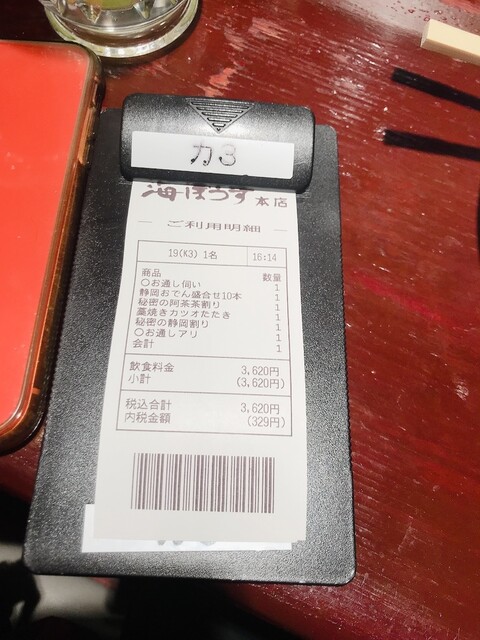 カ3
海ぼうず 本店
ご利用明細
19(K3) 1名 16:14
商品 数量
○お通し伺い 1
静岡おでん盛合せ10本 1
秘密の阿茶茶割り 1
藁焼きカツオたたき 1
秘密の静岡割り 1
○お通しアリ 1
会計 1
飲食料金 3,620円
小計 (3,620円)
税込合計 3,620円
内税金額 (329円)